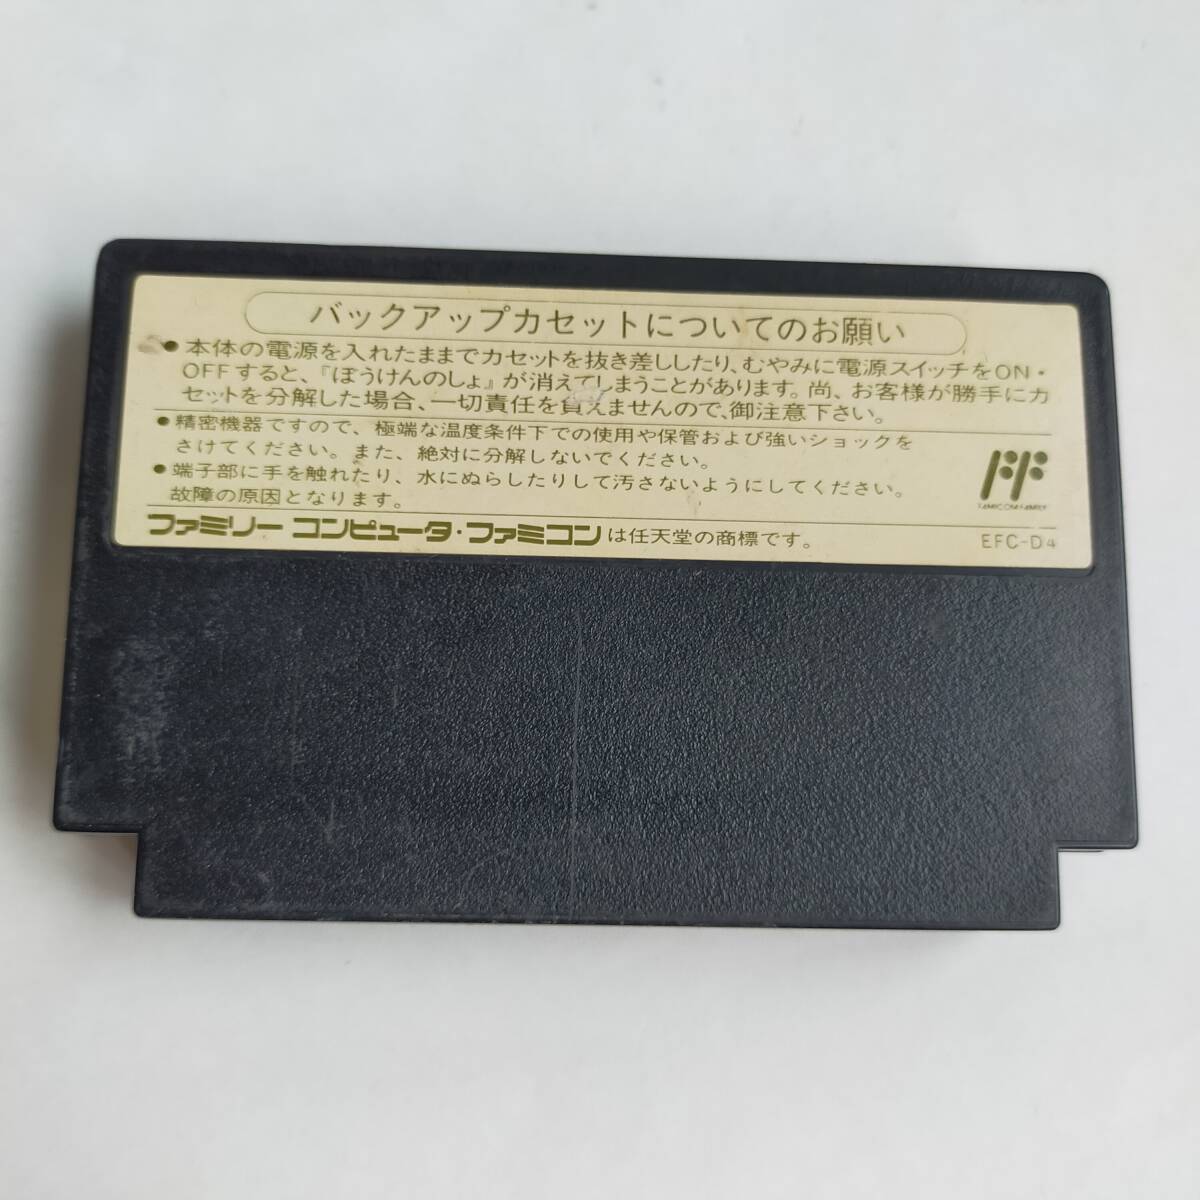 バックアップカセットについてのお願い
● 本体の電源を入れたままでカセットを抜き差ししたり、むやみに電源スイッチをON・
OFFすると、『ぼうけんのしょ』が消えてしまうことがあります。尚、お客様が勝手にカ
セットを分解した場合、一切責任を負えませんので、御注意下さい。
● 精密機器ですので、極端な温度条件下での使用や保管および強いショックを
さけてください。また、絶対に分解しないでください。
● 端子部に手を触れたり、水にぬらしたりして汚さないようにしてください。
故障の原因となります。
FAMICOM FAMILY
ファミリーコンピュータ・ファミコンは任天堂の商標です。
EFC-D4